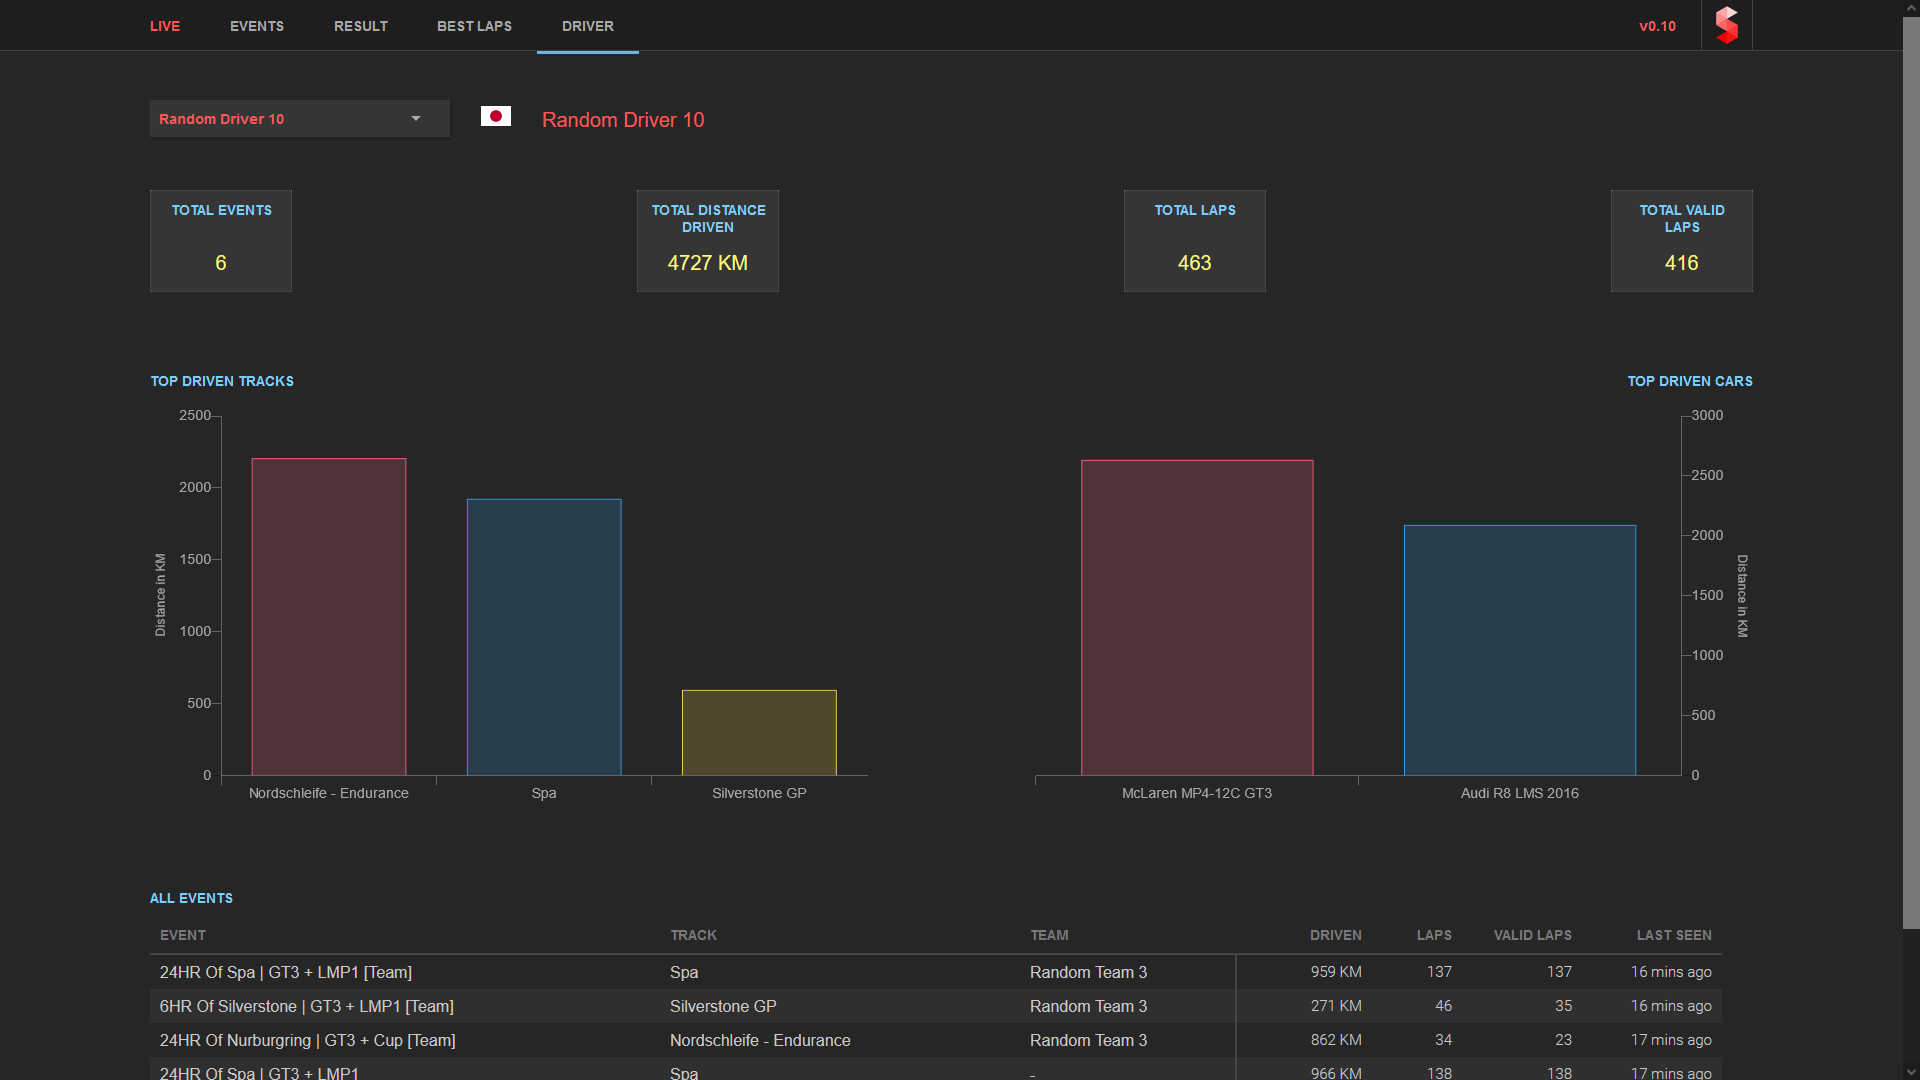 LIVE EVENTS RESULT BEST LAPS DRIVER v0.10
Random Driver 10 Random Driver 10
TOTAL EVENTS
6
TOTAL DISTANCE
DRIVEN
4727 KM
TOTAL LAPS
463
TOTAL VALID
LAPS
416
TOP DRIVEN TRACKS
2500
2000
1500
1000
500
0
Distance in KM
Nordschleife - Endurance Spa Silverstone GP
TOP DRIVEN CARS
3000
2500
2000
1500
1000
500
0
Distance in KM
McLaren MP4-12C GT3 Audi R8 LMS 2016
ALL EVENTS
EVENT TRACK TEAM DRIVEN LAPS VALID LAPS LAST SEEN
24HR Of Spa | GT3 + LMP1 [Team] Spa Random Team 3 959 KM 137 137 16 mins ago
6HR Of Silverstone | GT3 + LMP1 [Team] Silverstone GP Random Team 3 271 KM 46 35 16 mins ago
24HR Of Nurburgring | GT3 + Cup [Team] Nordschleife - Endurance Random Team 3 862 KM 34 23 17 mins ago
24HR Of Spa | GT3 + LMP1 Spa - 966 KM 138 138 17 mins ago